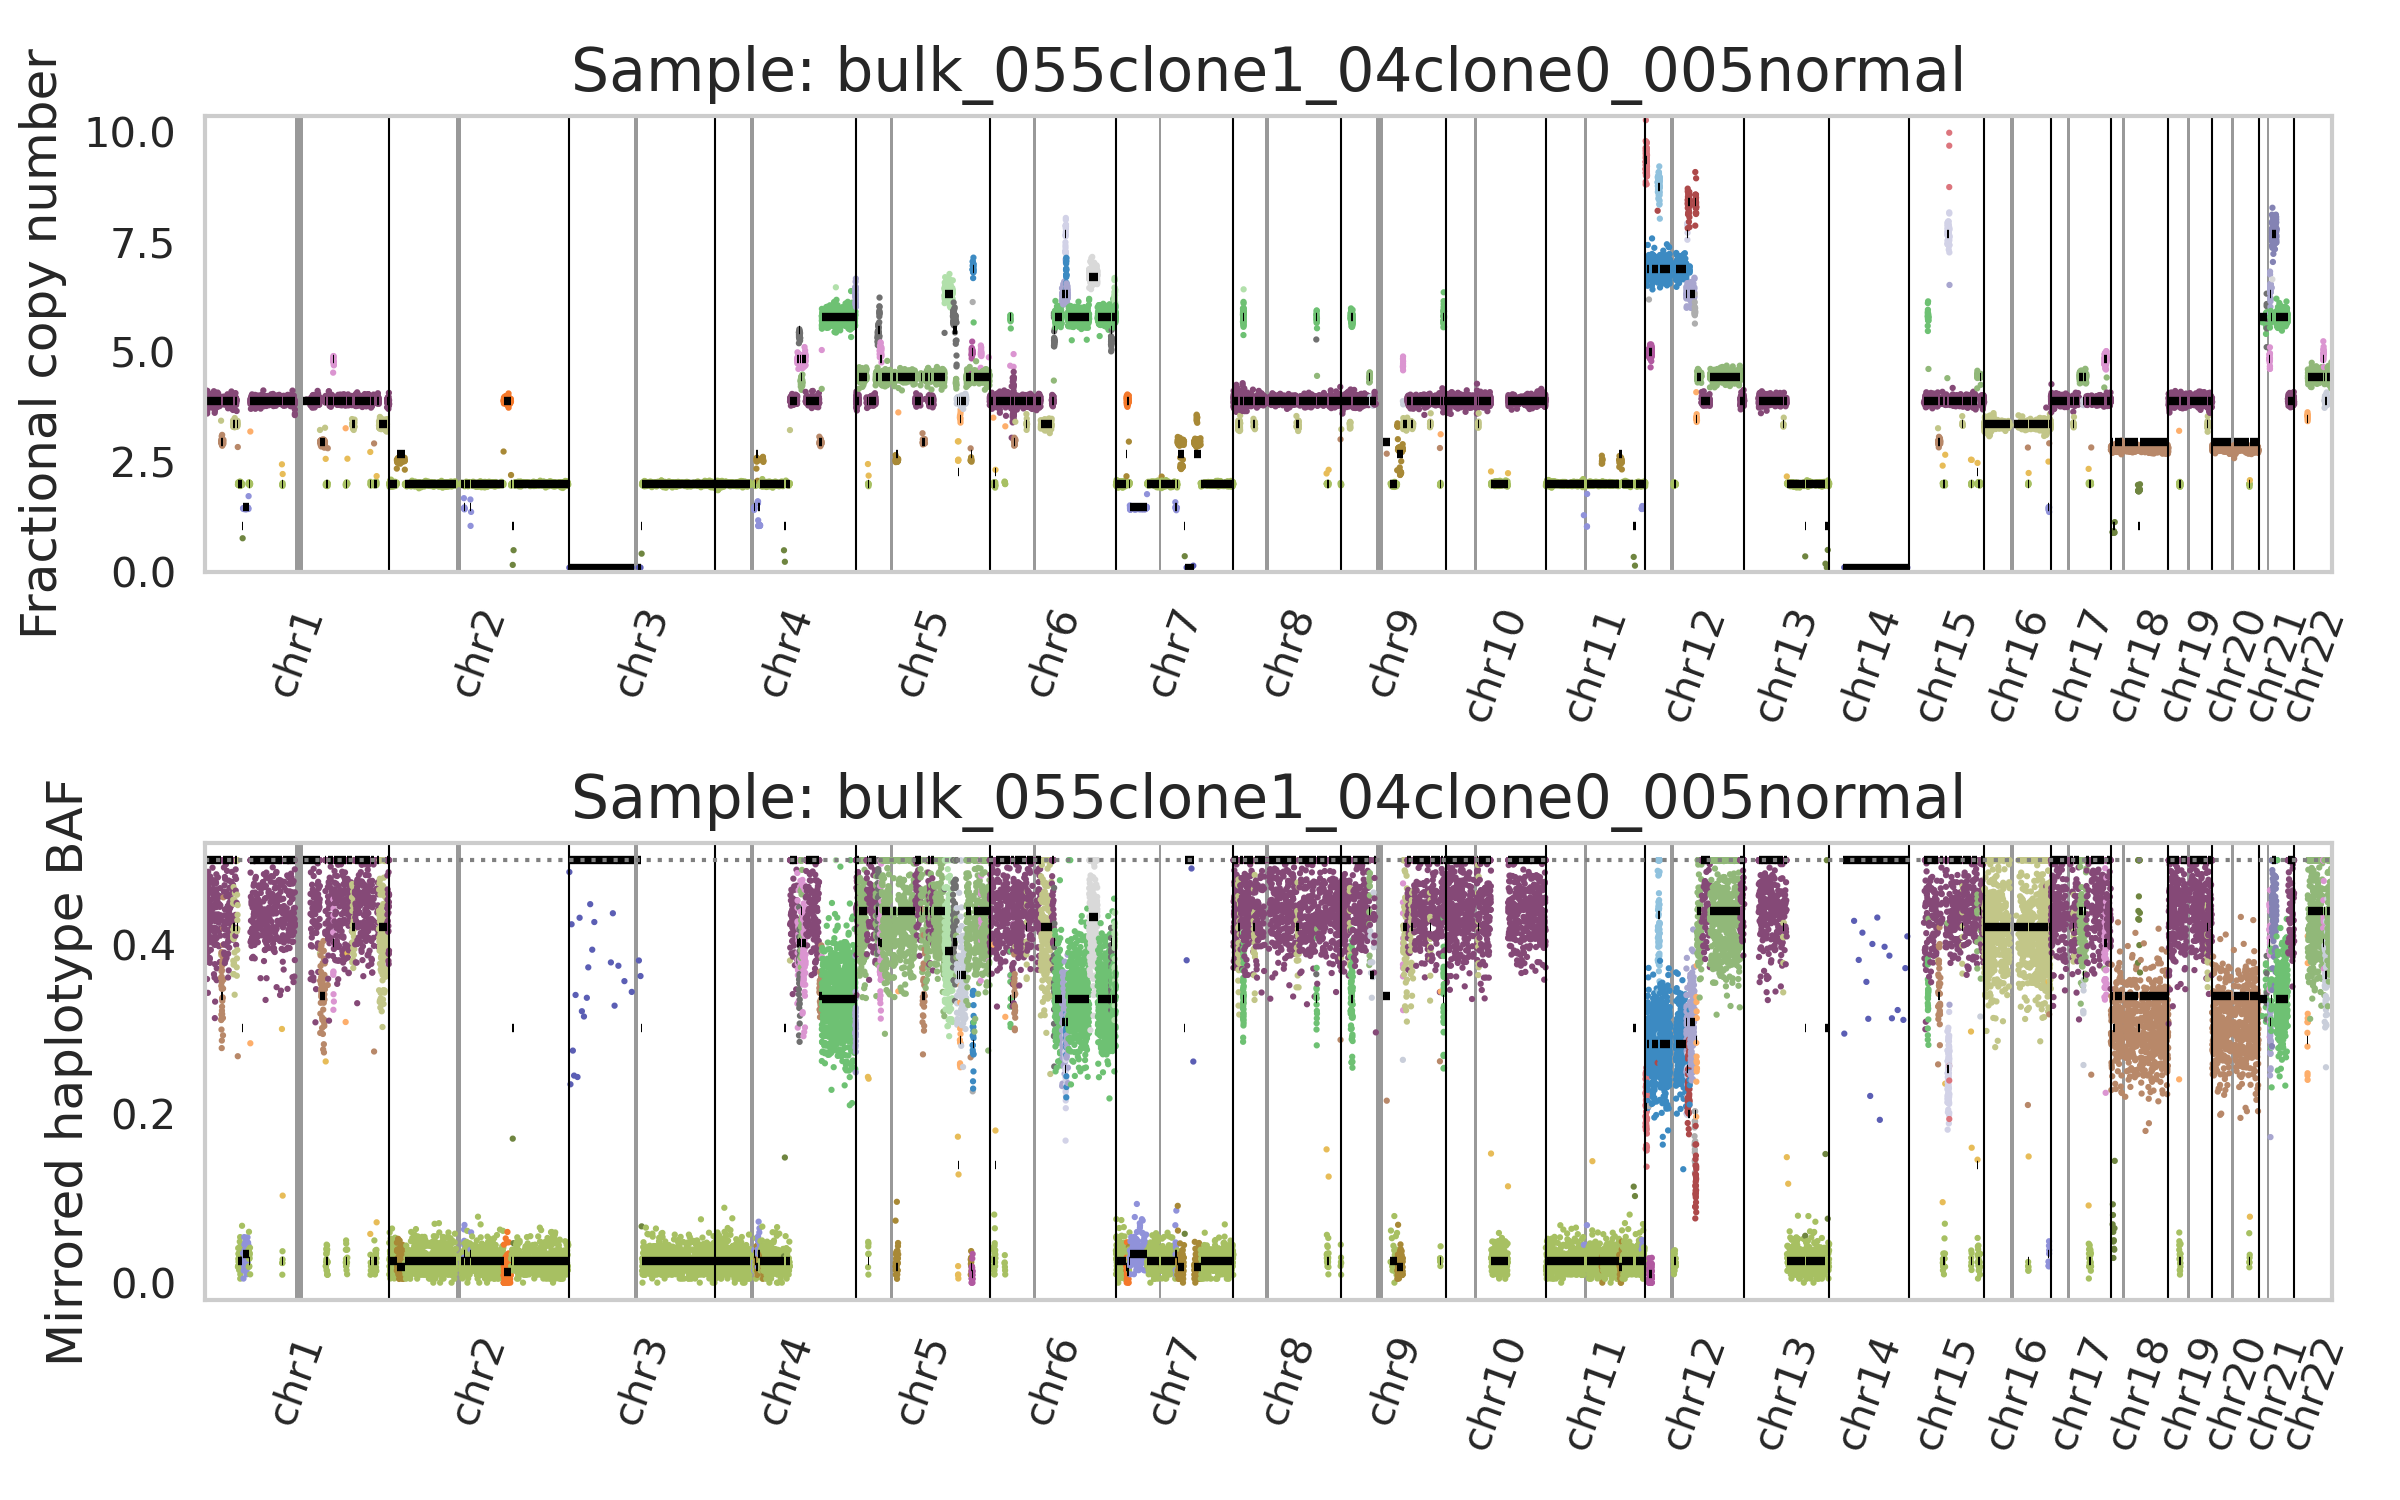 Sample: bulk_055clone1_04clone0_005normal
Fractional copy number
10.0
7.5
5.0
2.5
0.0
chr1
chr2
chr3
chr4
chr5
chr6
chr7
chr8
chr9
chr10
chr11
chr12
chr13
chr14
chr15
chr16
chr17
chr18
chr19
chr20
chr21
chr22
Sample: bulk_055clone1_04clone0_005normal
Mirrored haplotype BAF
0.4
0.2
0.0
chr1
chr2
chr3
chr4
chr5
chr6
chr7
chr8
chr9
chr10
chr11
chr12
chr13
chr14
chr15
chr16
chr17
chr18
chr19
chr20
chr21
chr22